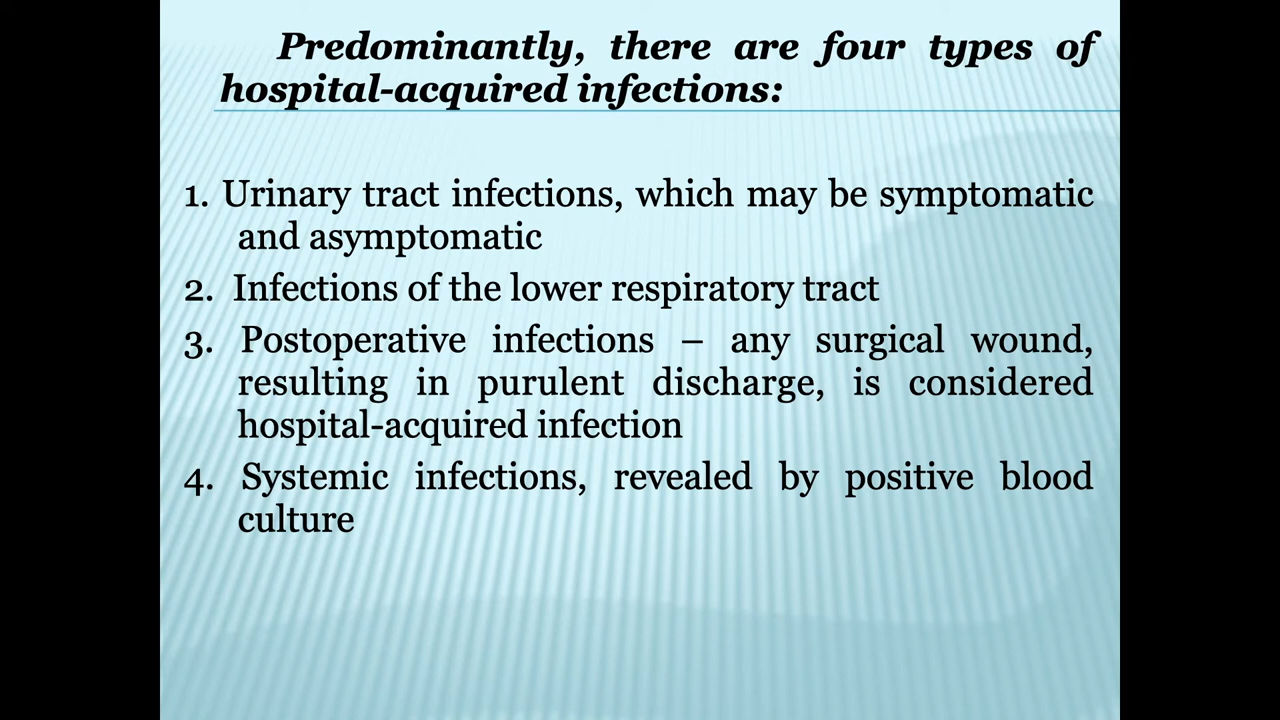 Predominantly, there are four types of
hospital-acquired infections:
1. Urinary tract infections, which may be symptomatic
and asymptomatic
2. Infections of the lower respiratory tract
3. Postoperative infections – any surgical wound,
resulting in purulent discharge, is considered
hospital-acquired infection
4. Systemic infections, revealed by positive blood
culture